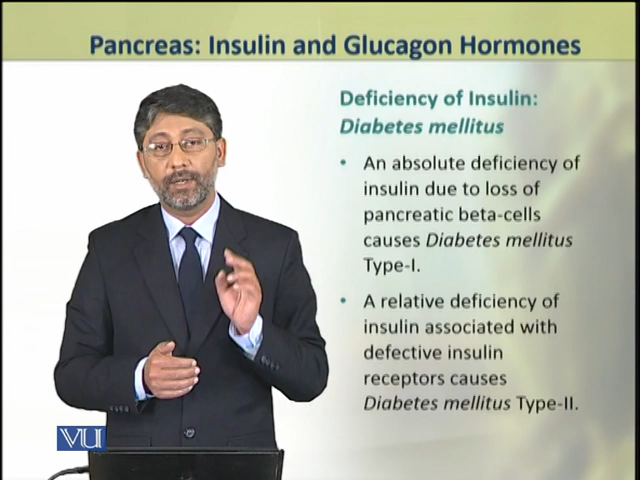 Pancreas: Insulin and Glucagon Hormones
Deficiency of Insulin:
Diabetes mellitus
• An absolute deficiency of
insulin due to loss of
pancreatic beta-cells
causes Diabetes mellitus
Type-I.
• A relative deficiency of
insulin associated with
defective insulin
receptors causes
Diabetes mellitus Type-II.
VU